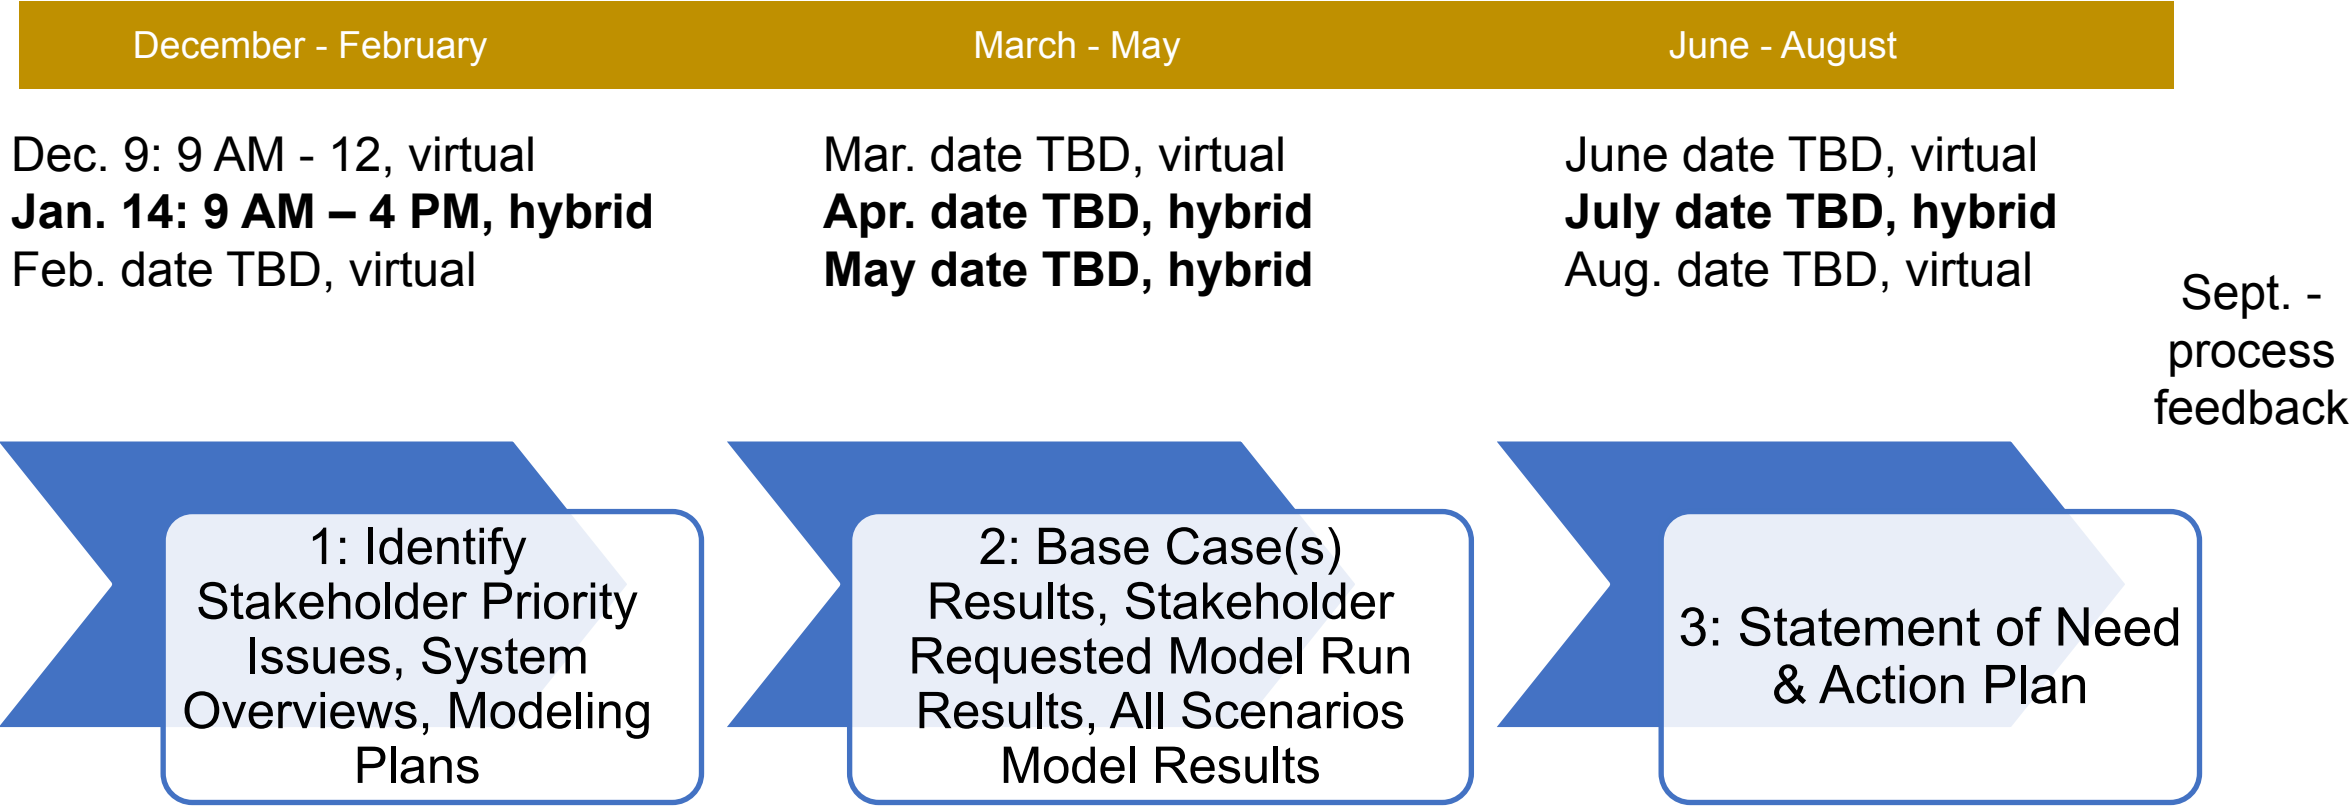 December - February
March - May
June - August
Dec. 9: 9 AM - 12, virtual
Jan. 14: 9 AM – 4 PM, hybrid
Feb. date TBD, virtual
Mar. date TBD, virtual
Apr. date TBD, hybrid
May date TBD, hybrid
June date TBD, virtual
July date TBD, hybrid
Aug. date TBD, virtual
Sept. -
process
feedback
1: Identify
Stakeholder Priority
Issues, System
Overviews, Modeling
Plans
2: Base Case(s)
Results, Stakeholder
Requested Model Run
Results, All Scenarios
Model Results
3: Statement of Need
& Action Plan